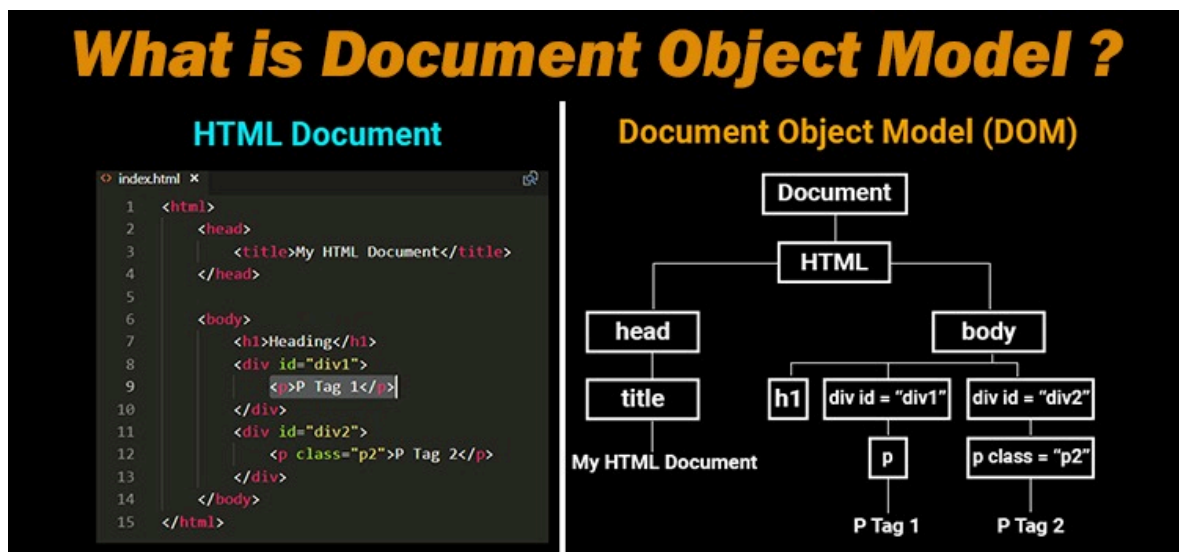 What is Document Object Model ?
HTML Document
index.html ×
1 <html>
2 <head>
3 <title>My HTML Document</title>
4 </head>
5
6 <body>
7 <h1>Heading</h1>
8 <div id="div1">
9 <p>P Tag 1</p>
10 </div>
11 <div id="div2">
12 <p class="p2">P Tag 2</p>
13 </div>
14 </body>
15 </html>
Document Object Model (DOM)
Document
HTML
head
body
title
h1
div id = “div1”
div id = “div2”
My HTML Document
p
p class = “p2”
P Tag 1
P Tag 2